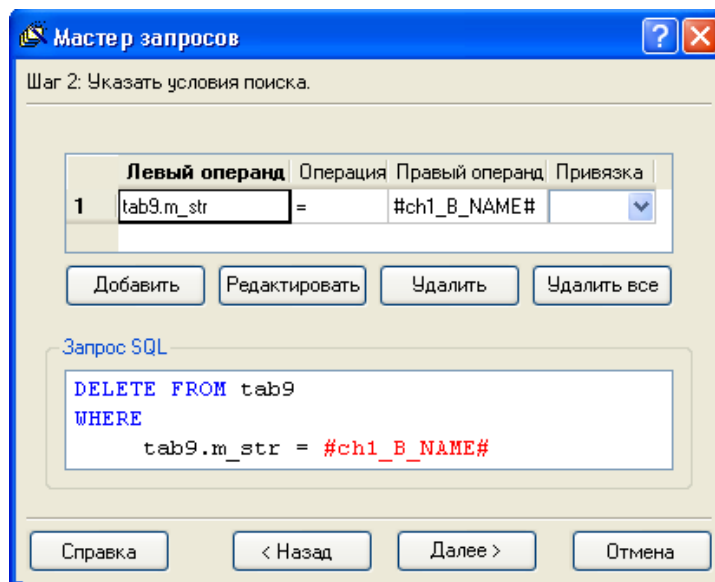 Мастер запросов
Шаг 2: Указать условия поиска.
Левый операнд Операция Правый операнд Привязка
1 tab9.m_str = #ch1_B_NAME#
Добавить Редактировать Удалить Удалить все
Запрос SQL
DELETE FROM tab9
WHERE
tab9.m_str = #ch1_B_NAME#
Справка < Назад Далее > Отмена